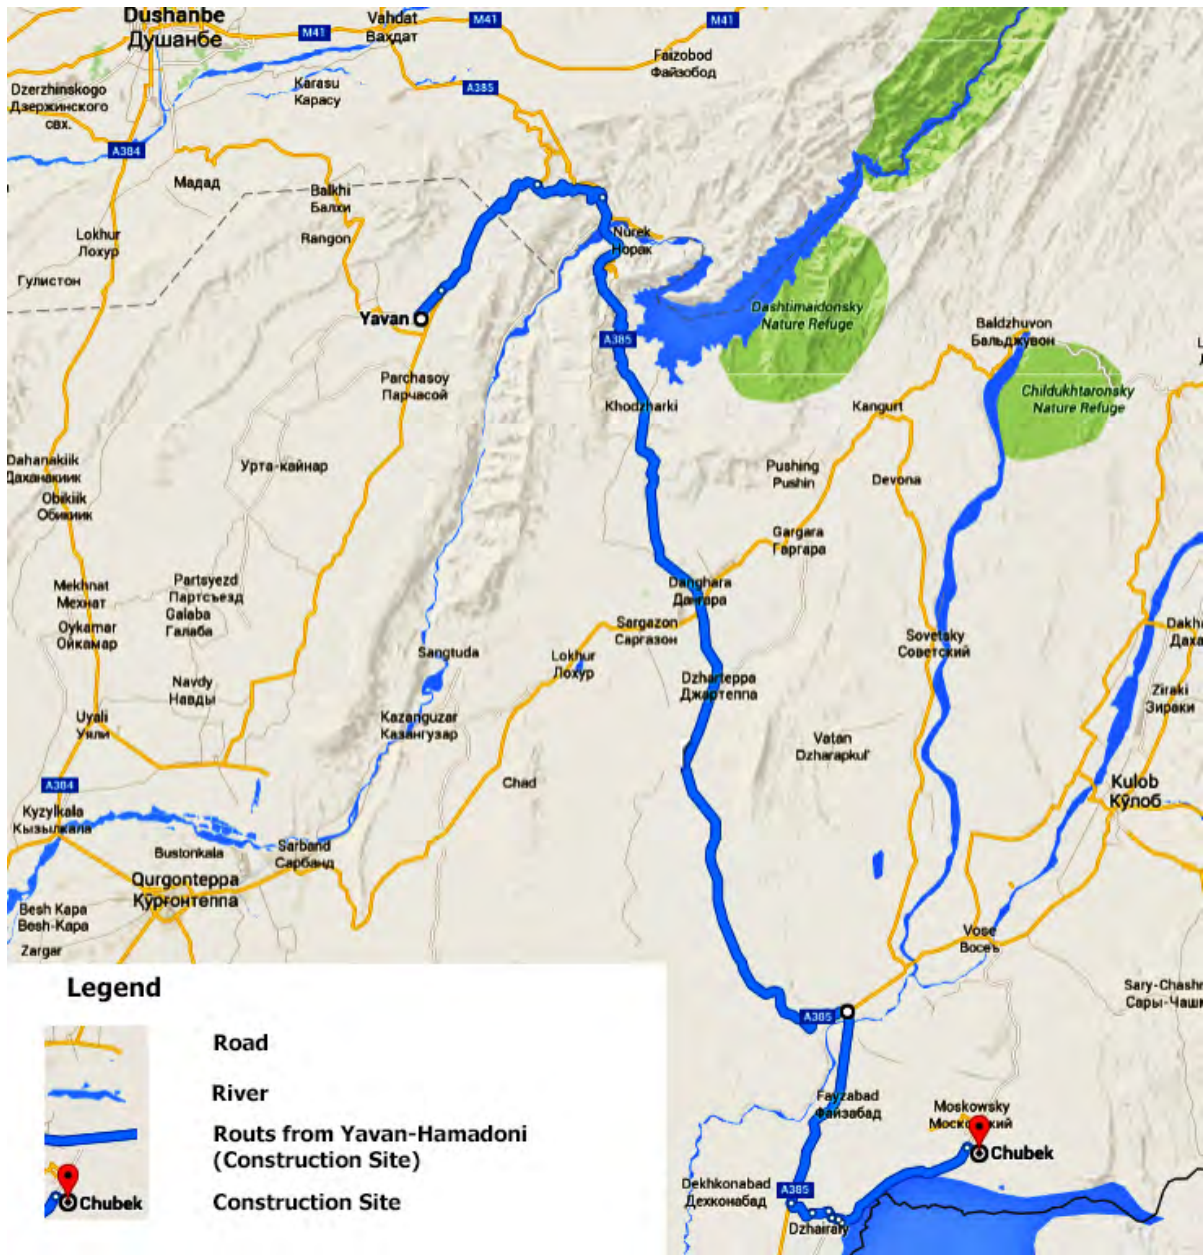 Dushanbe
Душанбе
Vahdat
Вахдат
M41
M41
M41
Faizobod
Файзобод
Dzerzhinskogo
Дзержинского
свх.
Karasu
Карасу
A385
A384
Мадад
Balkhi
Балхи
Rangon
Lokhur
Лохур
Гулистон
Nurek
Норак
Yavan
Dashtimaidonsky
Nature Refuge
Baldzhuvon
Бальджувон
A385
Parchasoy
Парчасой
Khodzharki
Kangurt
Childukhtaronsky
Nature Refuge
Dahanakiik
Даханакиик
Урта-кайнар
Pushing
Pushin
Devona
Obikiik
Обикиик
Gargara
Гаргара
Mekhnat
Мехнат
Partsyezd
Партсъезд
Galaba
Галаба
Danghara
Дангара
Oykamar
Ойкамар
Sargazon
Саргазон
Sovetsky
Советский
Sangtuda
Lokhur
Лохур
Navdy
Навды
Dzharteppa
Джартеппа
Ziraki
Зираки
Uyali
Уяли
Kazanguzar
Казангузар
Vatan
Dzharapkul'
Chad
A384
Kulob
Кӯлоб
Kyzylkala
Кызылкала
Bustonkala
Sarband
Сарбанд
Qurgonteppa
Қӯрғонтеппа
Besh Kapa
Besh-Kapa
Zargar
Vose
Восеъ
A385
Fayzabad
Файзабад
Moskowsky
Chubek
Dekhkonabad
Дехконабад
A385
Dzhairaly
Legend
Road
River
Routs from Yavan-Hamadoni
(Construction Site)
Chubek
Construction Site